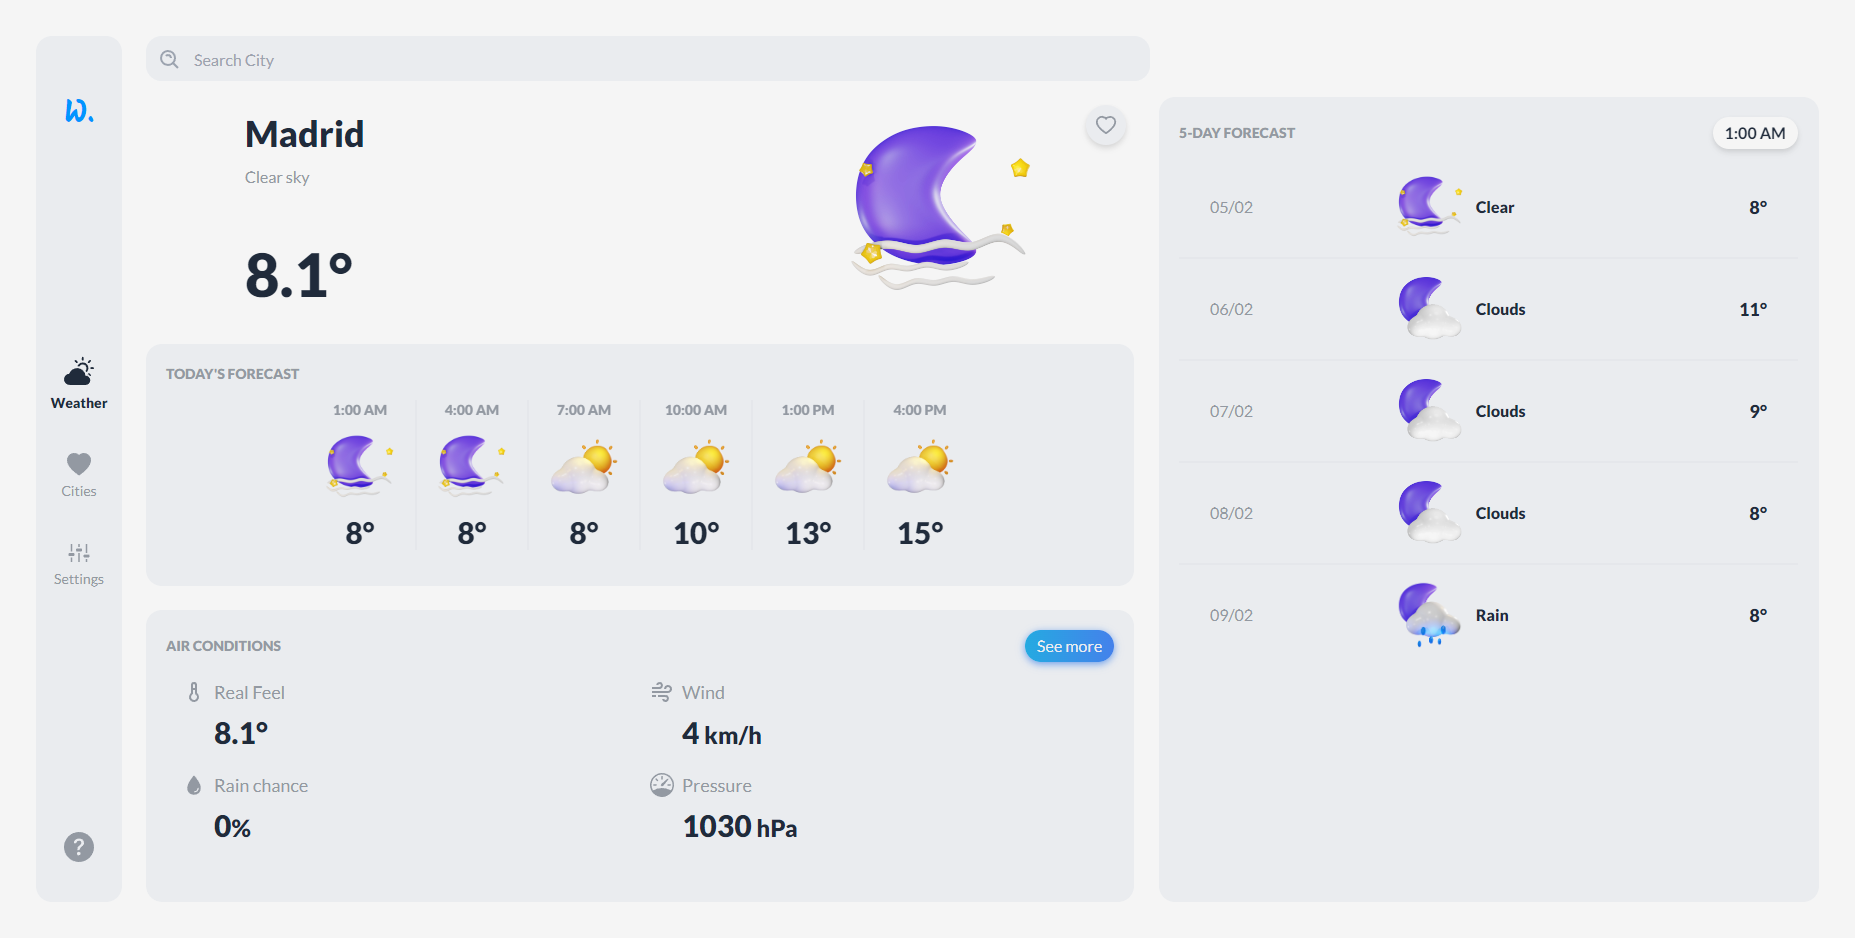 W.
Weather
Cities
Settings
?
Search City
Madrid
Clear sky
8.1°
TODAY'S FORECAST
1:00 AM 4:00 AM 7:00 AM 10:00 AM 1:00 PM 4:00 PM
8° 8° 8° 10° 13° 15°
AIR CONDITIONS
See more
Real Feel
8.1°
Wind
4 km/h
Rain chance
0%
Pressure
1030 hPa
5-DAY FORECAST
1:00 AM
05/02 Clear 8°
06/02 Clouds 11°
07/02 Clouds 9°
08/02 Clouds 8°
09/02 Rain 8°